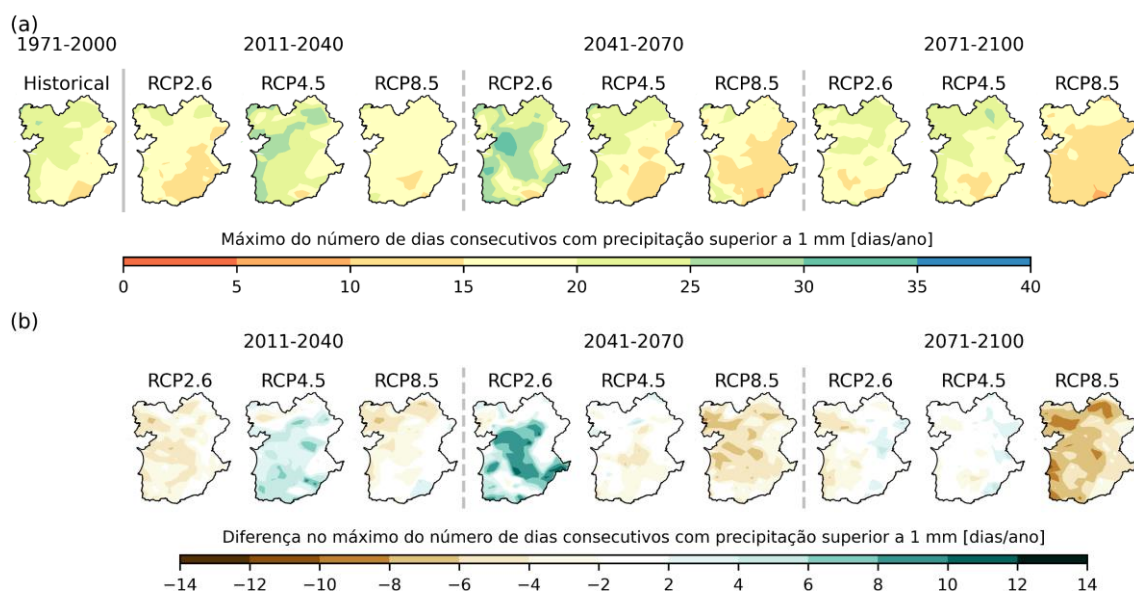 (a)
1971-2000 2011-2040 2041-2070 2071-2100
Historical RCP2.6 RCP4.5 RCP8.5 RCP2.6 RCP4.5 RCP8.5 RCP2.6 RCP4.5 RCP8.5
Máximo do número de dias consecutivos com precipitação superior a 1 mm [dias/ano]
0 5 10 15 20 25 30 35 40
(b)
2011-2040 2041-2070 2071-2100
RCP2.6 RCP4.5 RCP8.5 RCP2.6 RCP4.5 RCP8.5 RCP2.6 RCP4.5 RCP8.5
Diferença no máximo do número de dias consecutivos com precipitação superior a 1 mm [dias/ano]
−14 −12 −10 −8 −6 −4 −2 2 4 6 8 10 12 14